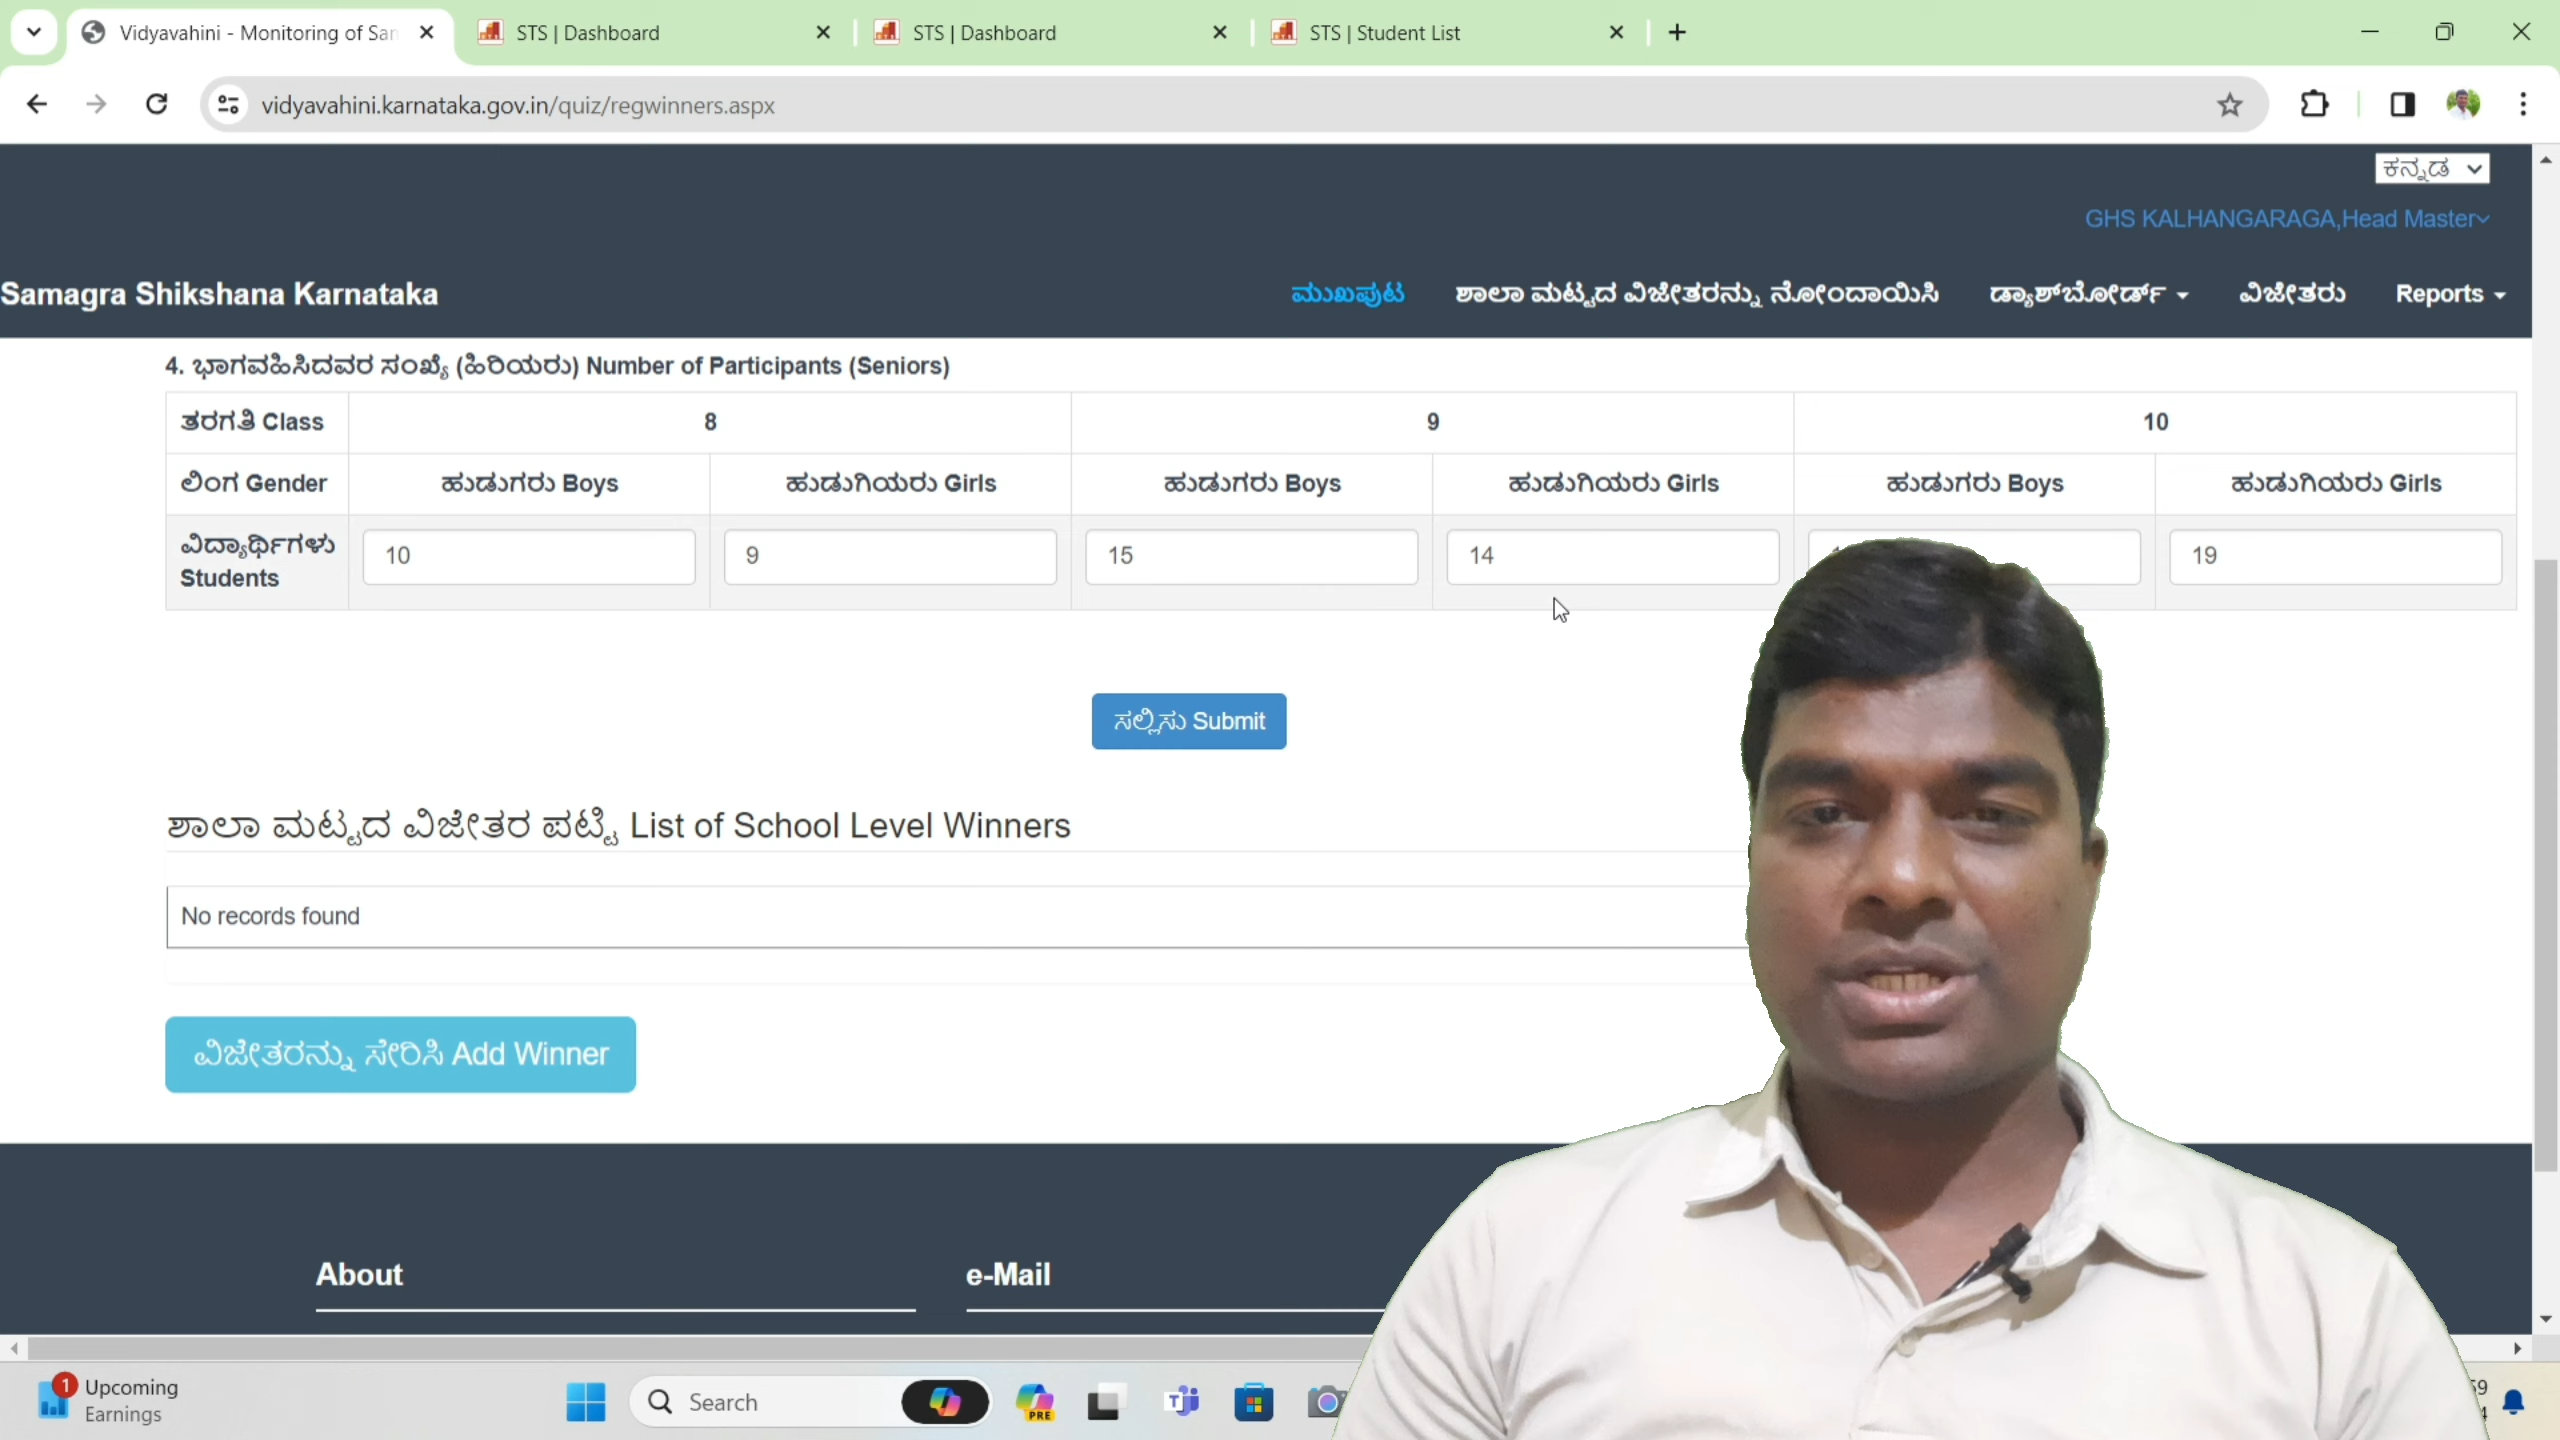 Vidyavahini - Monitoring of San
STS | Dashboard
STS | Dashboard
STS | Student List
vidyavahini.karnataka.gov.in/quiz/regwinners.aspx
ಕನ್ನಡ
GHS KALHANGARAGA,Head Master
Samagra Shikshana Karnataka
ಮುಖಪುಟ
ಶಾಲಾ ಮಟ್ಟದ ವಿಜೇತರನ್ನು ನೋಂದಾಯಿಸಿ
ಡ್ಯಾಶ್‌ಬೋರ್ಡ್
ವಿಜೇತರು
Reports
4. ಭಾಗವಹಿಸಿದವರ ಸಂಖ್ಯೆ (ಹಿರಿಯರು) Number of Participants (Seniors)
ತರಗತಿ Class 8 9 10
ಲಿಂಗ Gender ಹುಡುಗರು Boys ಹುಡುಗಿಯರು Girls ಹುಡುಗರು Boys ಹುಡುಗಿಯರು Girls ಹುಡುಗರು Boys ಹುಡುಗಿಯರು Girls
ವಿದ್ಯಾರ್ಥಿಗಳು
Students
10 9 15 14 19
ಸಲ್ಲಿಸು Submit
ಶಾಲಾ ಮಟ್ಟದ ವಿಜೇತರ ಪಟ್ಟಿ List of School Level Winners
No records found
ವಿಜೇತರನ್ನು ಸೇರಿಸಿ Add Winner
About
e-Mail
1
Upcoming
Earnings
Search
PRE